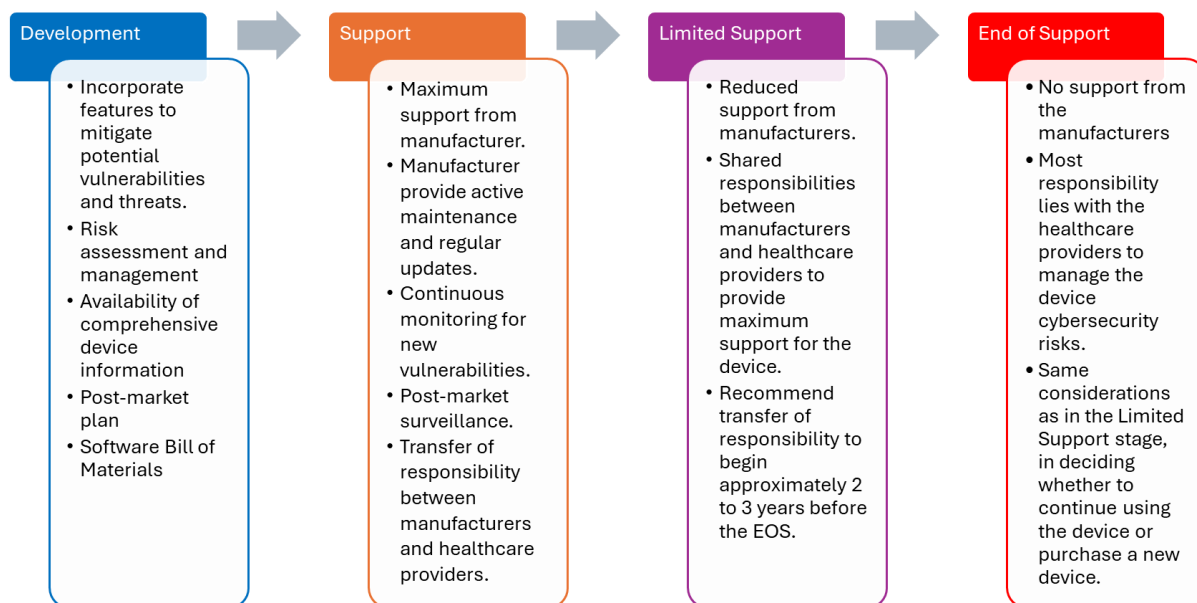 Development
• Incorporate
features to
mitigate
potential
vulnerabilities
and threats.
• Risk
assessment and
management
• Availability of
comprehensive
device
information
• Post-market
plan
• Software Bill of
Materials
Support
• Maximum
support from
manufacturer.
• Manufacturer
provide active
maintenance
and regular
updates.
• Continuous
monitoring for
new
vulnerabilities.
• Post-market
surveillance.
• Transfer of
responsibility
between
manufacturers
and healthcare
providers.
Limited Support
• Reduced
support from
manufacturers.
• Shared
responsibilities
between
manufacturers
and healthcare
providers to
provide
maximum
support for the
device.
• Recommend
transfer of
responsibility to
begin
approximately 2
to 3 years before
the EOS.
End of Support
• No support from
the
manufacturers
• Most
responsibility
lies with the
healthcare
providers to
manage the
device
cybersecurity
risks.
• Same
considerations
as in the Limited
Support stage,
in deciding
whether to
continue using
the device or
purchase a new
device.